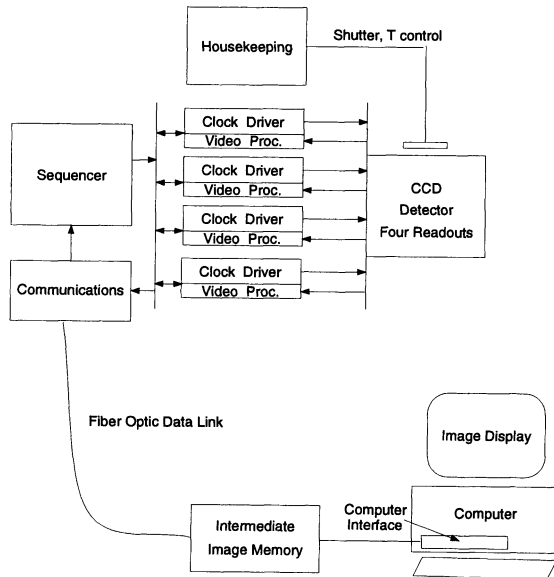 Housekeeping
Shutter, T control
Clock Driver
Video Proc.
Clock Driver
Video Proc.
Clock Driver
Video Proc.
Clock Driver
Video Proc.
Sequencer
CCD
Detector
Four Readouts
Communications
Fiber Optic Data Link
Image Display
Intermediate
Image Memory
Computer
Interface
Computer